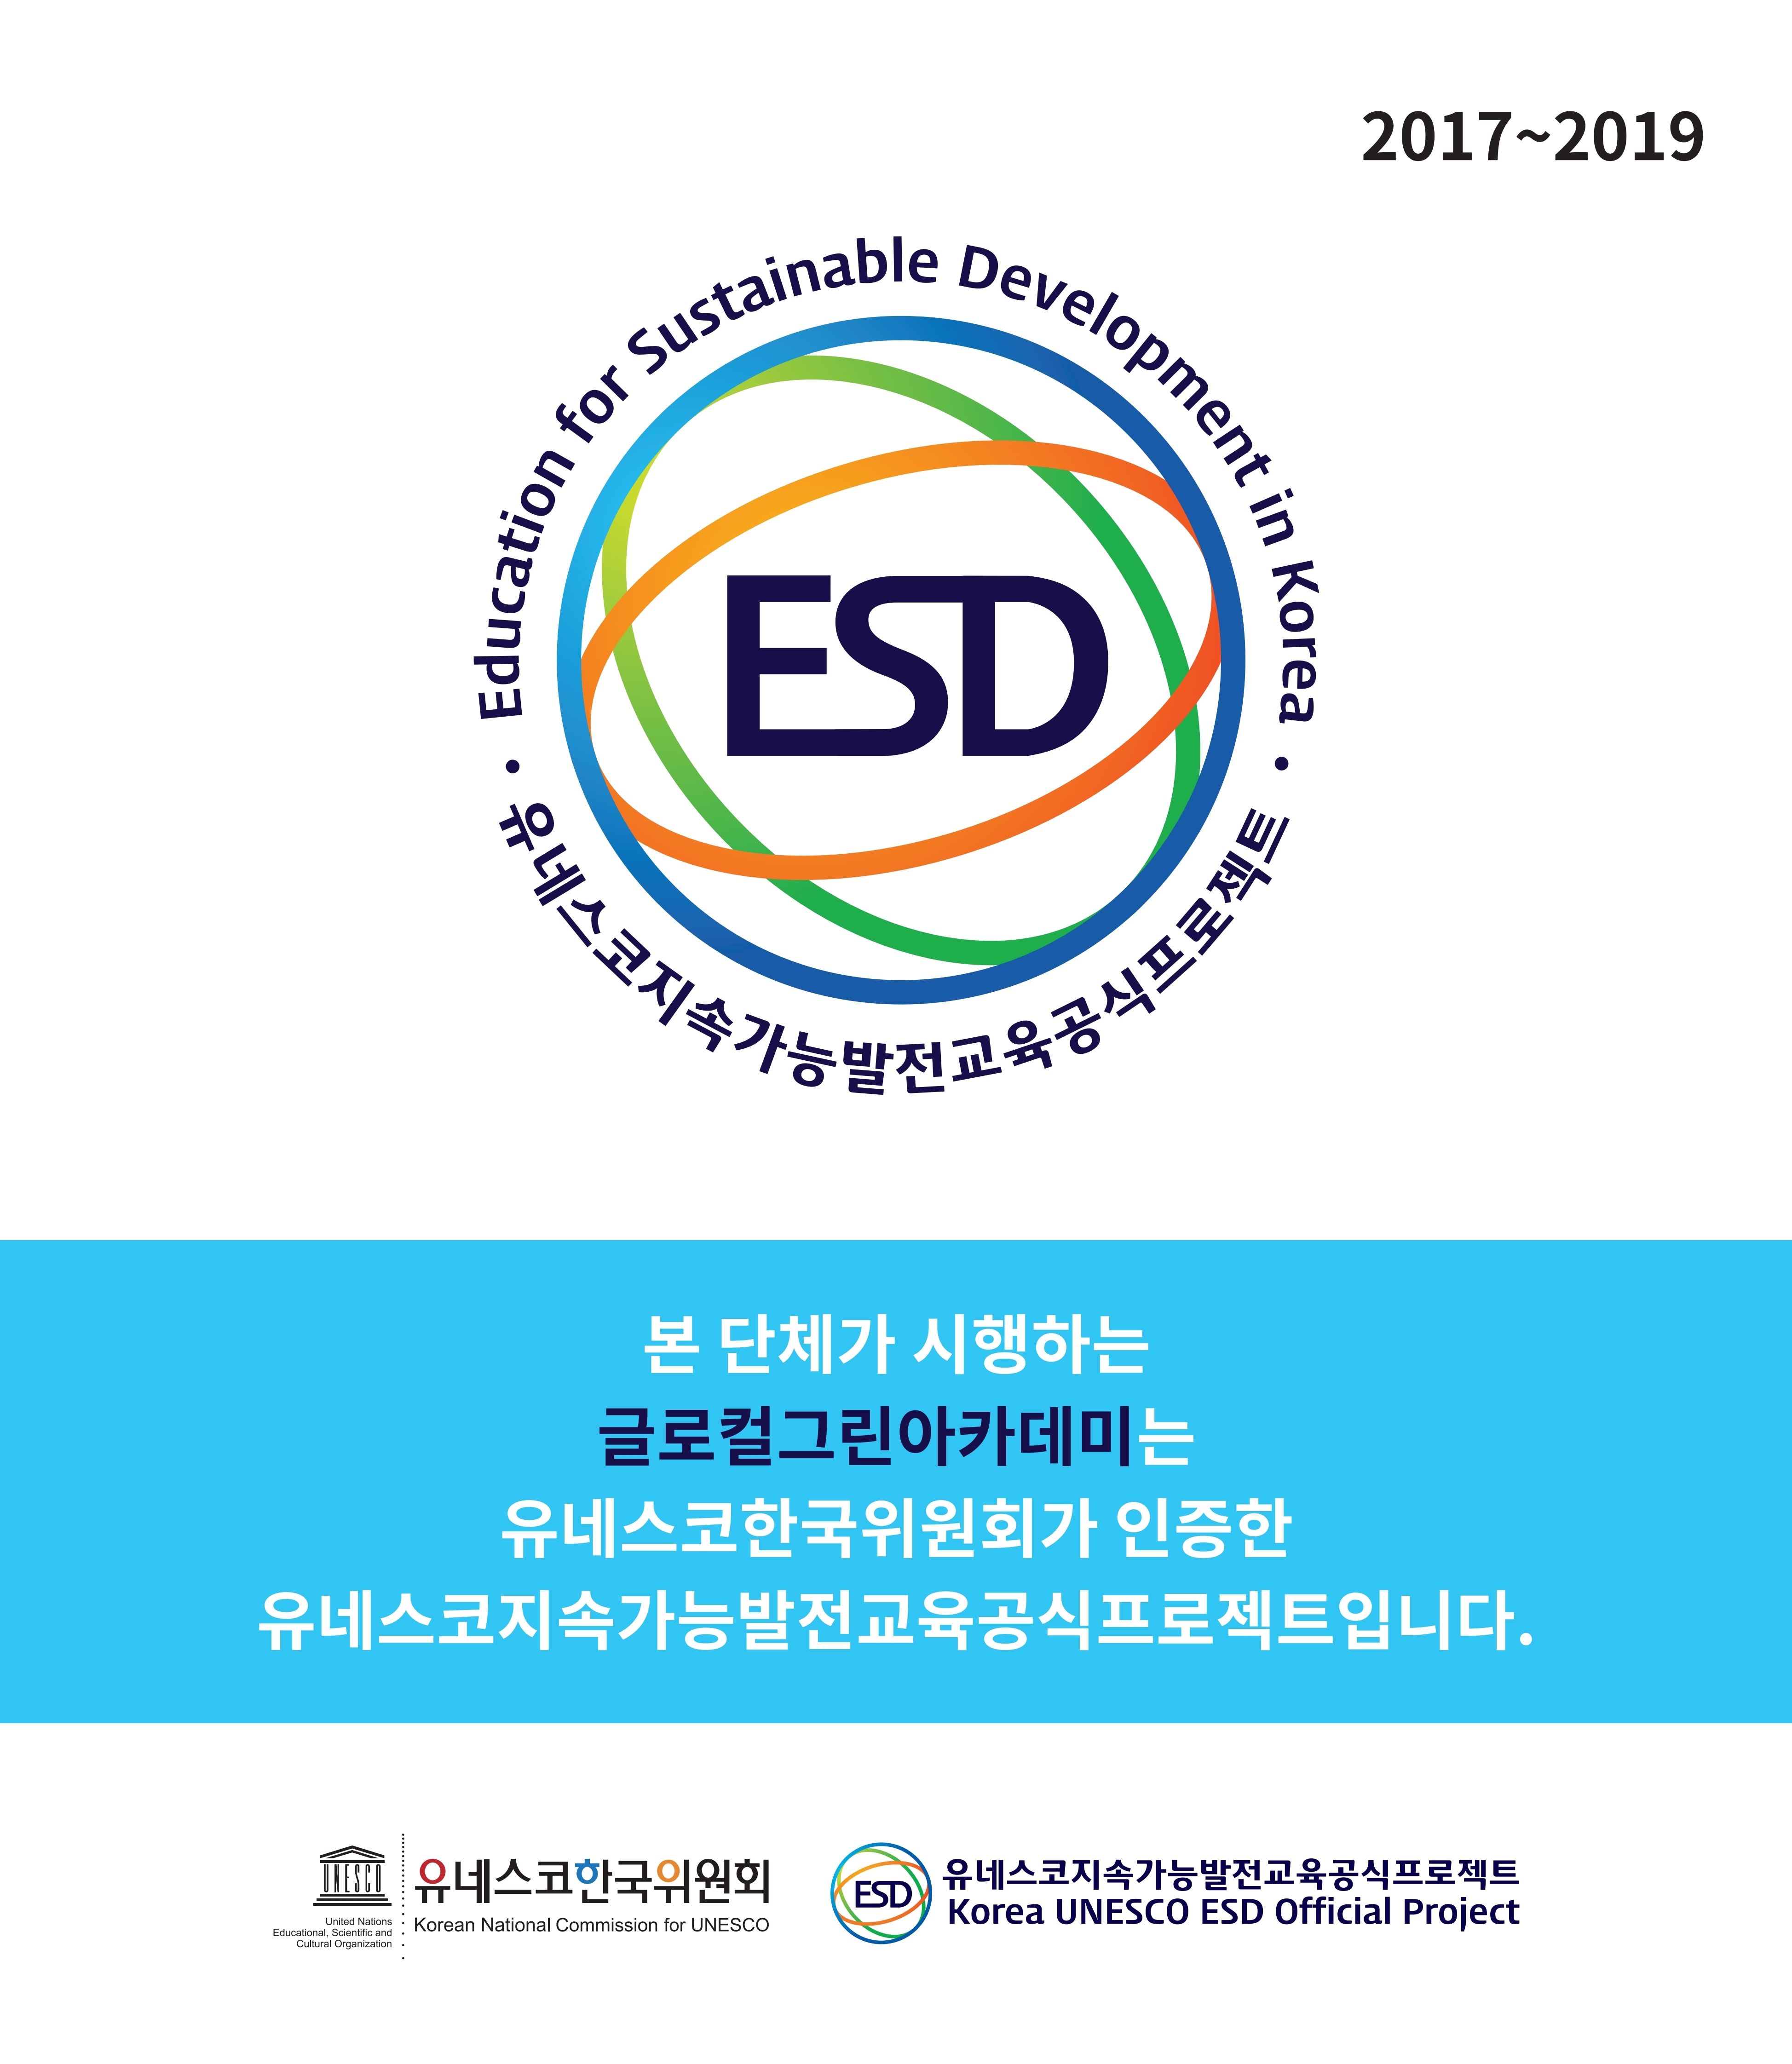 2017~2019
Education for Sustainable Development in Korea
ESD
· 유네스코지속가능발전교육공식프로젝트 ·
본 단체가 시행하는
글로컬그린아카데미는
유네스코한국위원회가 인증한
유네스코지속가능발전교육공식프로젝트입니다.
UNESCO
United Nations
Educational, Scientific and
Cultural Organization
유네스코한국위원회
Korean National Commission for UNESCO
ESD
유네스코지속가능발전교육공식프로젝트
Korea UNESCO ESD Official Project